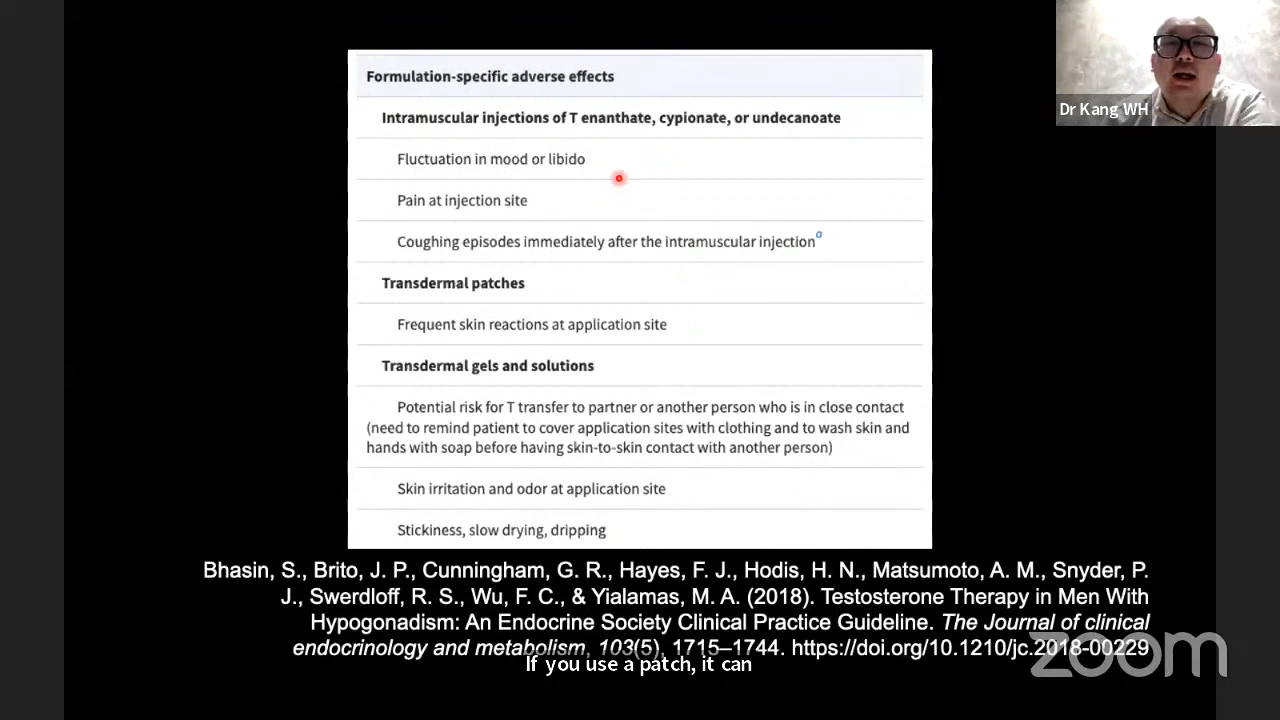 Dr Kang WH
Formulation-specific adverse effects
Intramuscular injections of T enanthate, cypionate, or undecanoate
Fluctuation in mood or libido
Pain at injection site
Coughing episodes immediately after the intramuscular injectionᵃ
Transdermal patches
Frequent skin reactions at application site
Transdermal gels and solutions
Potential risk for T transfer to partner or another person who is in close contact
(need to remind patient to cover application sites with clothing and to wash skin and
hands with soap before having skin-to-skin contact with another person)
Skin irritation and odor at application site
Stickiness, slow drying, dripping
Bhasin, S., Brito, J. P., Cunningham, G. R., Hayes, F. J., Hodis, H. N., Matsumoto, A. M., Snyder, P.
J., Swerdloff, R. S., Wu, F. C., & Yialamas, M. A. (2018). Testosterone Therapy in Men With
Hypogonadism: An Endocrine Society Clinical Practice Guideline. The Journal of clinical
endocrinology and metabolism, 103(5), 1715–1744. https://doi.org/10.1210/jc.2018-00229
If you use a patch, it can
zoom